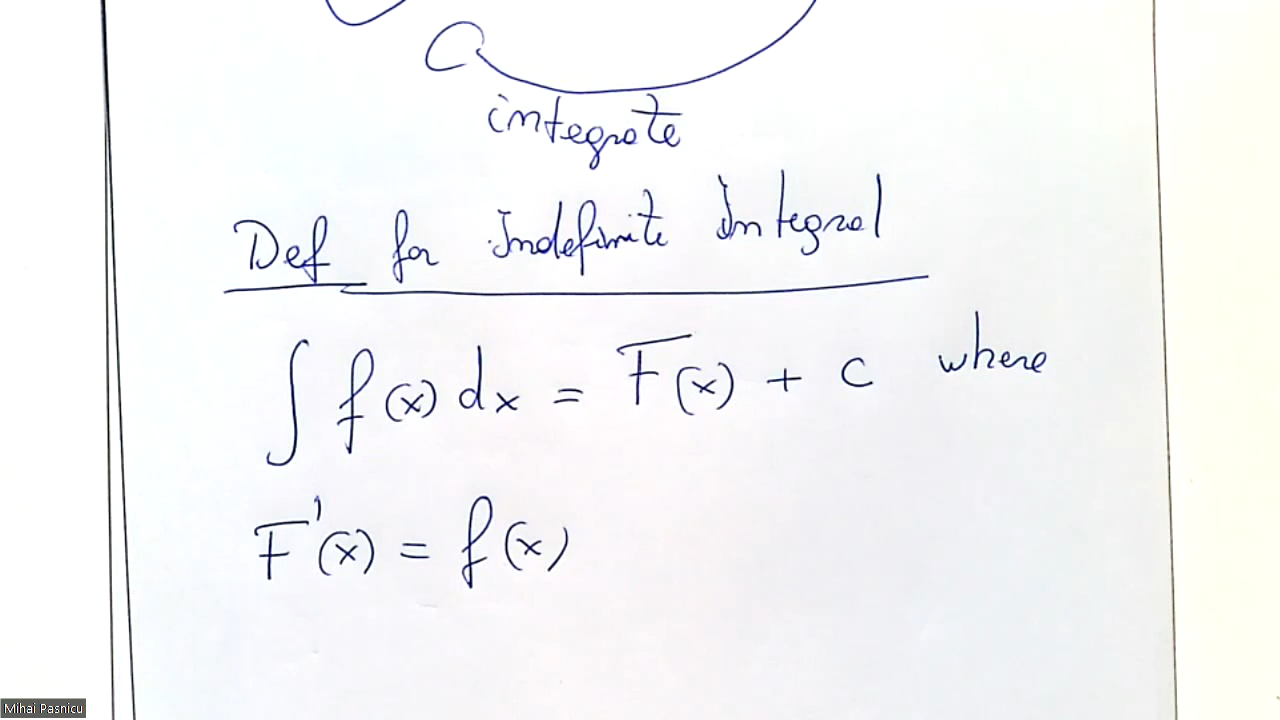 integrate
Def for Indefinite Integral
∫ f(x) dx = F(x) + c where
F'(x) = f(x)
Mihai Pasnicu